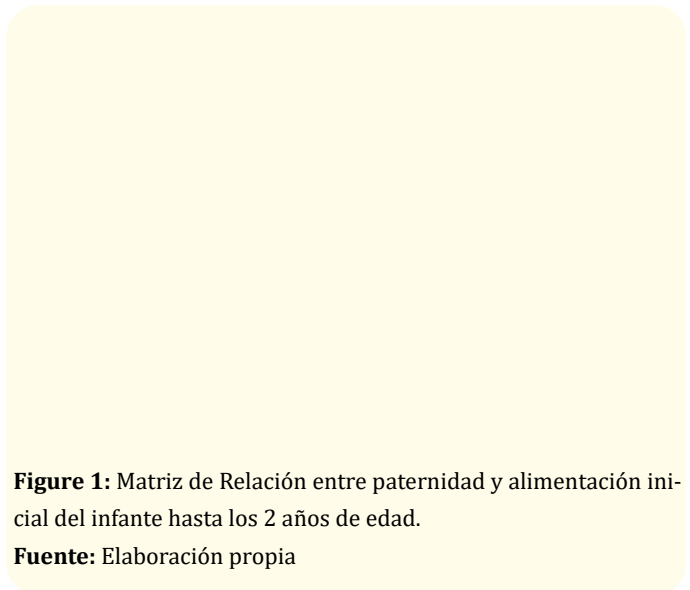 Figure 1: Matriz de Relación entre paternidad y alimentación ini-
cial del infante hasta los 2 años de edad.
Fuente: Elaboración propia